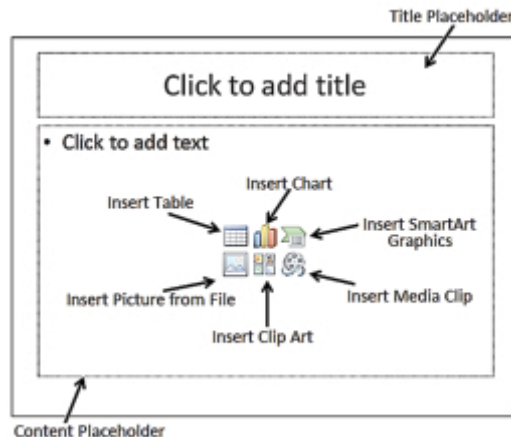 Title Placeholder
Click to add title
• Click to add text
Insert Chart
Insert Table
Insert SmartArt
Graphics
Insert Picture from File
Insert Media Clip
Insert Clip Art
Content Placeholder